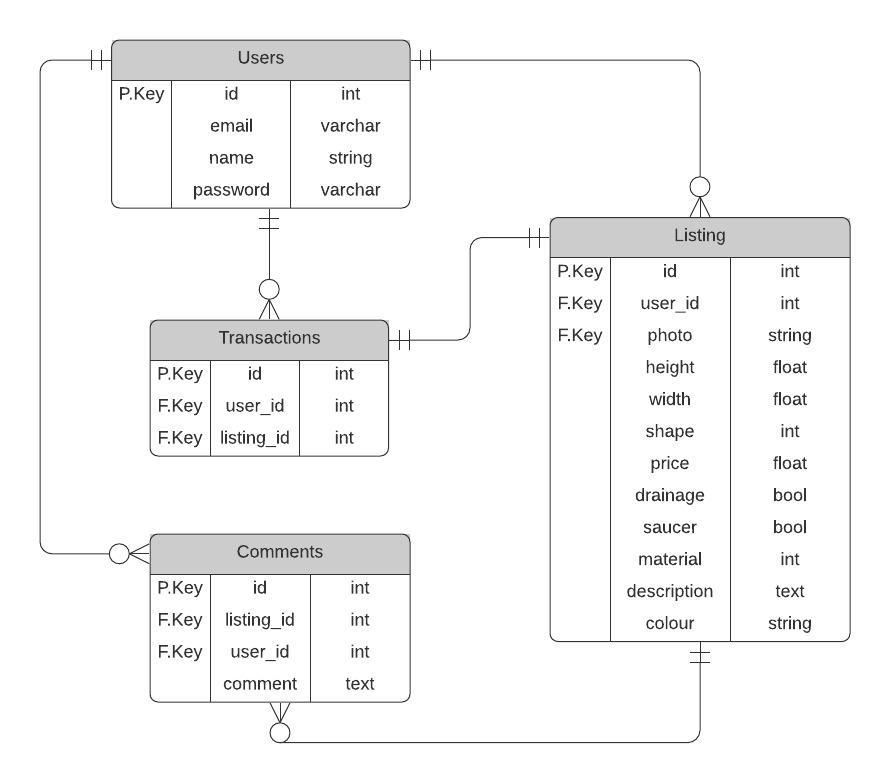 Users
P.Key id int
email varchar
name string
password varchar
Listing
P.Key id int
F.Key user_id int
F.Key photo string
height float
width float
shape int
price float
drainage bool
saucer bool
material int
description text
colour string
Transactions
P.Key id int
F.Key user_id int
F.Key listing_id int
Comments
P.Key id int
F.Key listing_id int
F.Key user_id int
comment text